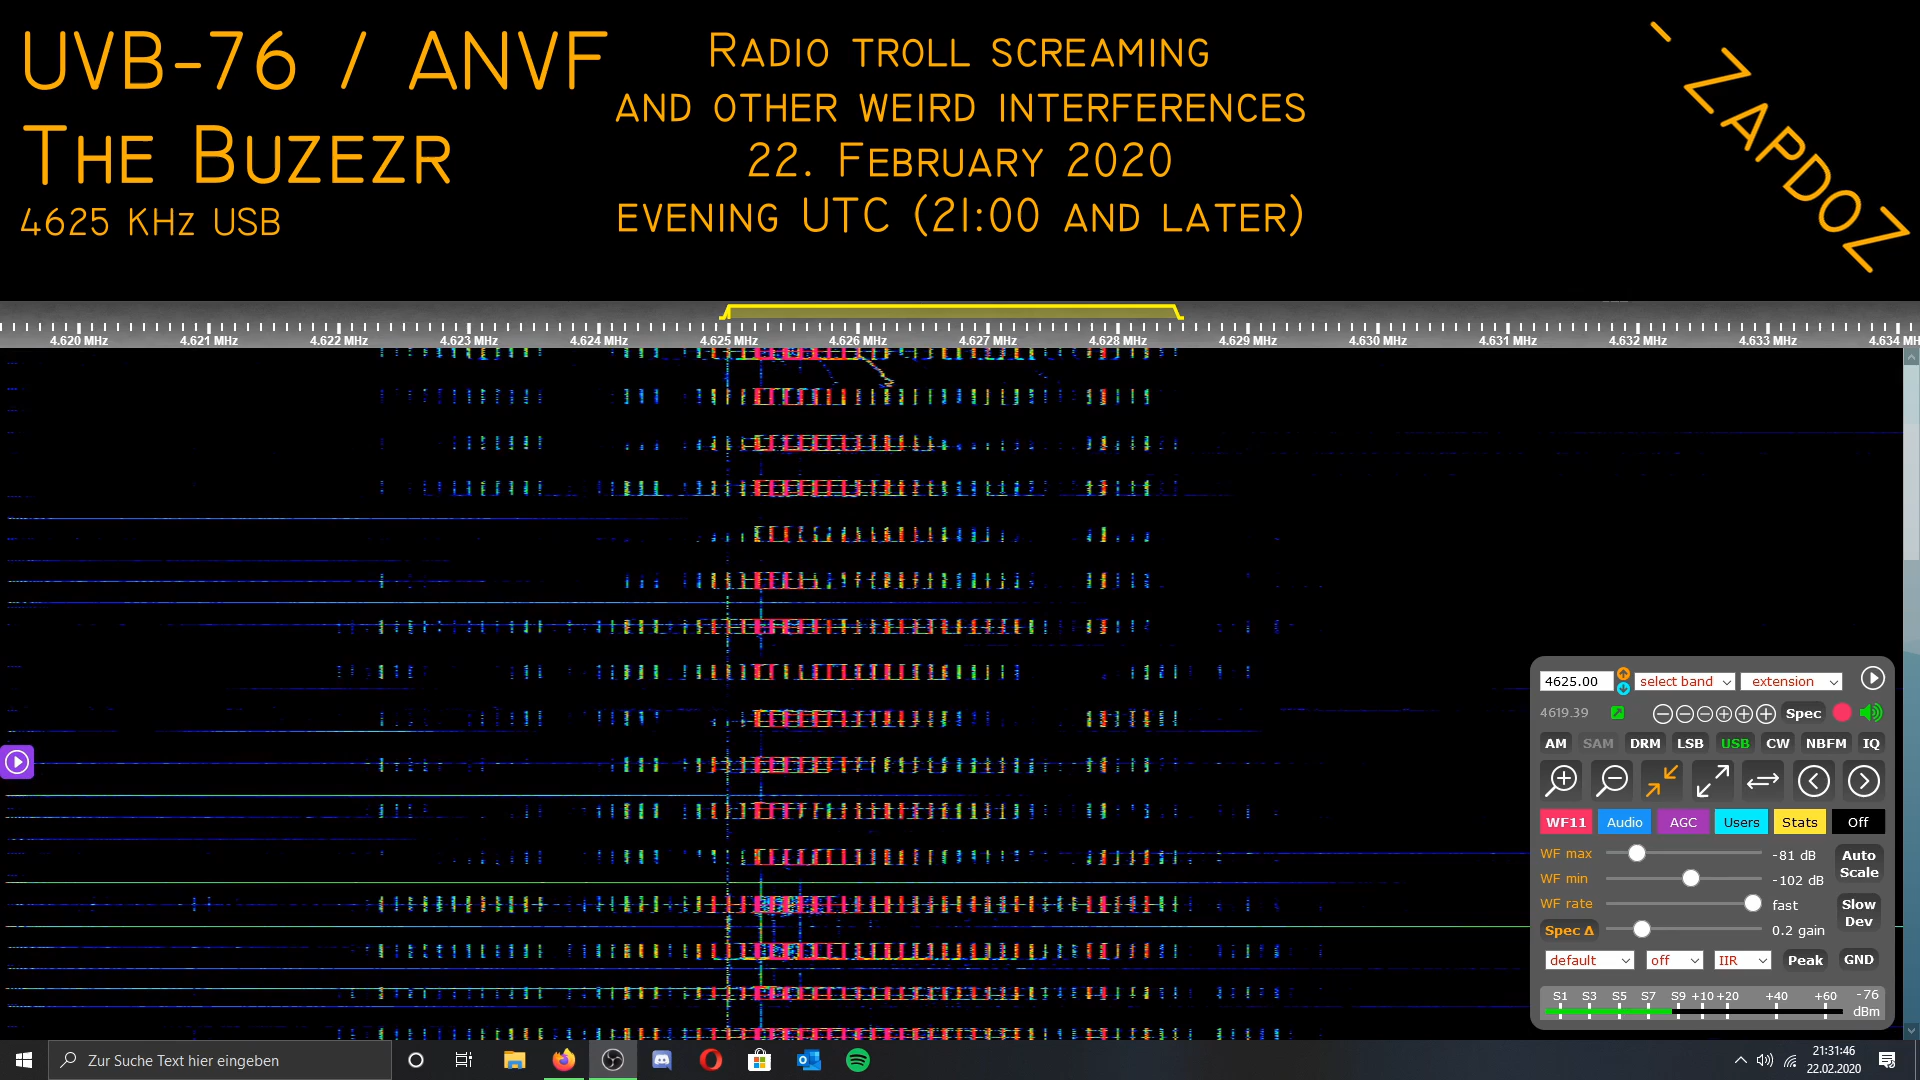 UVB-76 / ANVF
The Buzezr
4625 KHz USB
Radio troll screaming
and other weird interferences
22. February 2020
evening UTC (21:00 and later)
- ZapdoZ
4.620 MHz 4.621 MHz 4.622 MHz 4.623 MHz 4.624 MHz 4.625 MHz 4.626 MHz 4.627 MHz 4.628 MHz 4.629 MHz 4.630 MHz 4.631 MHz 4.632 MHz 4.633 MHz 4.634 MH
4625.00 select band extension
4619.39 Spec
AM SAM DRM LSB USB CW NBFM IQ
WF11 Audio AGC Users Stats Off
WF max -81 dB Auto Scale
WF min -102 dB
WF rate fast Slow Dev
Spec Δ 0.2 gain
default off IIR Peak GND
S1 S3 S5 S7 S9 +10 +20 +40 +60 -76 dBm
Zur Suche Text hier eingeben
21:31:46
22.02.2020